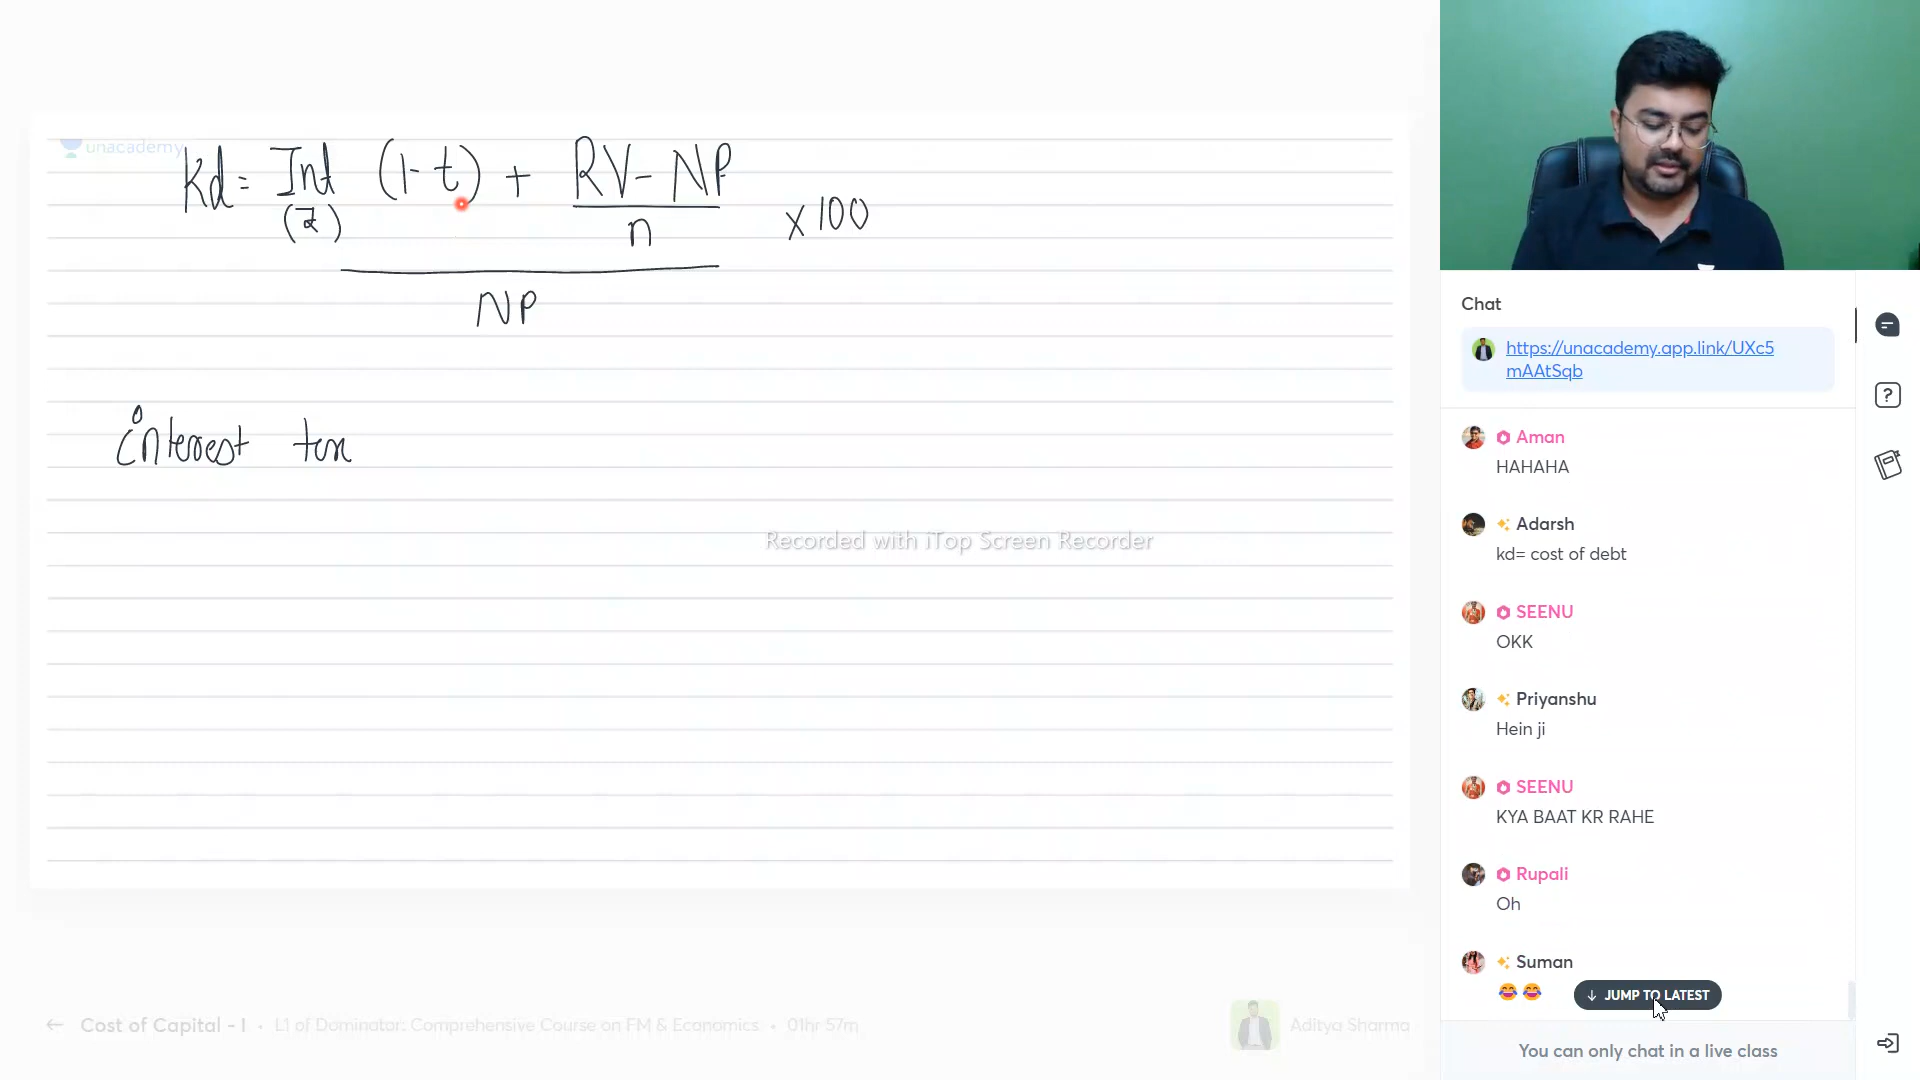 unacademy
Kd = Int (1-t) + RV - NP
(₹) n × 100
NP
interest tax
Recorded with iTop Screen Recorder
← Cost of Capital - I • L1 of Dominator: Comprehensive Course on FM & Economics • 01hr 57m
Aditya Sharma
Chat
https://unacademy.app.link/UXc5
mAAtSqb
Aman
HAHAHA
Adarsh
kd= cost of debt
SEENU
OKK
Priyanshu
Hein ji
SEENU
KYA BAAT KR RAHE
Rupali
Oh
Suman
😂 😂
↓ JUMP TO LATEST
You can only chat in a live class